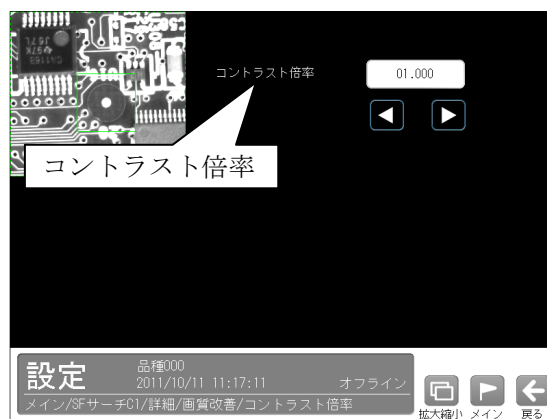 コントラスト倍率
01.000
コントラスト倍率
設定
品種000
2011/10/11 11:17:11
オフライン
メイン/SFサーチC1/詳細/画質改善/コントラスト倍率
拡大縮小 メイン 戻る